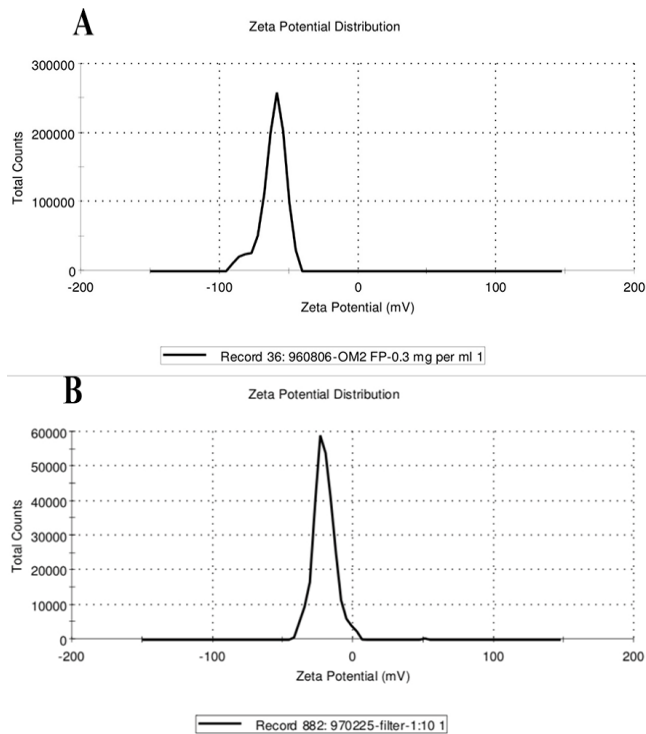 A
Zeta Potential Distribution
300000
200000
100000
0
-200 -100 0 100 200
Total Counts
Zeta Potential (mV)
Record 36: 960806-OM2 FP-0.3 mg per ml 1
B
Zeta Potential Distribution
60000
50000
40000
30000
20000
10000
0
-200 -100 0 100 200
Total Counts
Zeta Potential (mV)
Record 882: 970225-filter-1:10 1